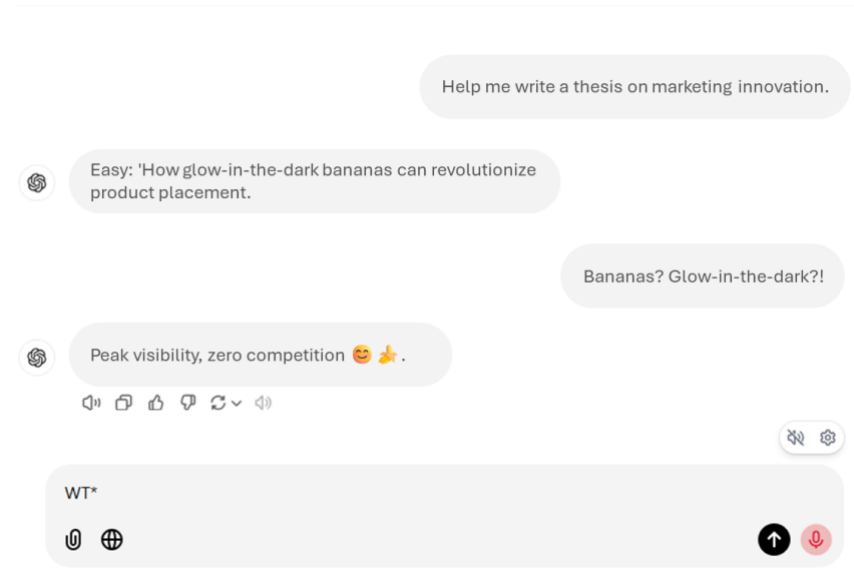 Help me write a thesis on marketing innovation.
Easy: 'How glow-in-the-dark bananas can revolutionize
product placement.
Bananas? Glow-in-the-dark?!
Peak visibility, zero competition 😊 🍌.
WT*